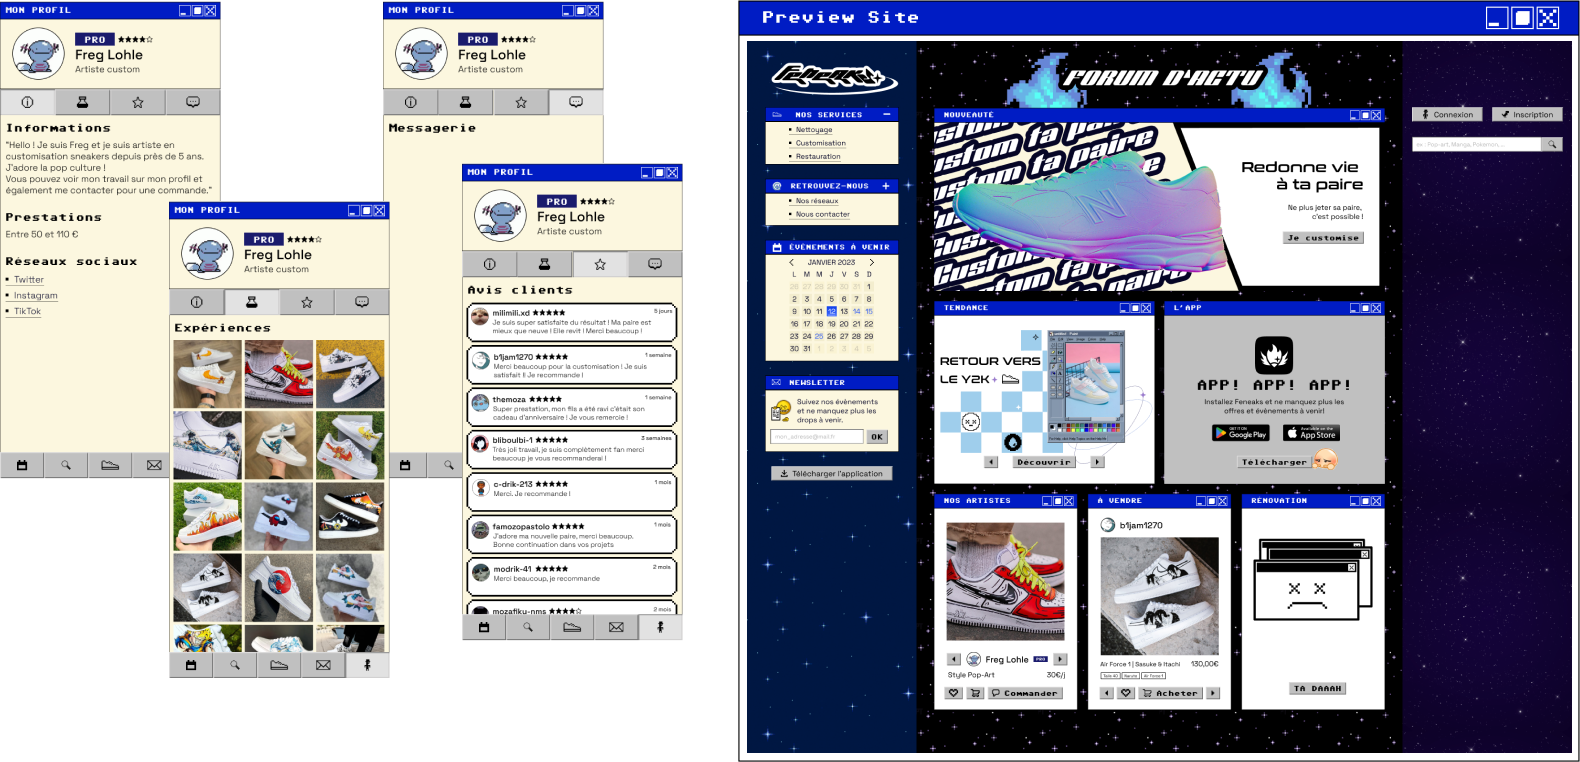 MON PROFIL
PRO ★★★★☆
Freg Lohle
Artiste custom
Informations
"Hello ! Je suis Freg et je suis artiste en
customisation sneakers depuis près de 5 ans.
J'adore la pop culture !
Vous pouvez voir mon travail sur mon profil et
également me contacter pour une commande."
Prestations
Entre 50 et 110 €
Réseaux sociaux
Twitter
Instagram
TikTok
MON PROFIL
PRO ★★★★☆
Freg Lohle
Artiste custom
Expériences
MON PROFIL
PRO ★★★★☆
Freg Lohle
Artiste custom
Messagerie
MON PROFIL
PRO ★★★★☆
Freg Lohle
Artiste custom
Avis clients
milimili.xd ★★★★★ 5 jours
Je suis super satisfaite du résultat ! Ma paire est
mieux que neuve ! Elle revit ! Merci beaucoup !
b1jam1270 ★★★★★ 1 semaine
Merci beaucoup pour la customisation ! Je suis
satisfait !! Je recommande !
themoza ★★★★★ 1 semaine
Super prestation, mon fils a été ravi c'était son
cadeau d'anniversaire ! Je vous remercie !
bliboulbi-1 ★★★★★ 3 semaines
Très joli travail, je suis complètement fan merci
beaucoup je vous recommanderai !
c-drik-213 ★★★★★ 1 mois
Merci. Je recommande !
famozopastolo ★★★★★ 1 mois
J'adore ma nouvelle paire, merci beaucoup.
Bonne continuation dans vos projets
modrik-41 ★★★★★ 2 mois
Merci beaucoup, je recommande
mozafiku-nms ★★★★☆ 2 mois
Preview Site
NOS SERVICES
Nettoyage
Customisation
Restauration
RETROUVEZ-NOUS
Nos réseaux
Nous contacter
ÉVÉNEMENTS À VENIR
JANVIER 2023
L M M J V S D
26 27 28 29 30 31 1
2 3 4 5 6 7 8
9 10 11 12 13 14 15
16 17 18 19 20 21 22
23 24 25 26 27 28 29
30 31 1 2 3 4 5
NEWSLETTER
Suivez nos évènements
et ne manquez plus les
drops à venir.
mon_adresse@mail.fr OK
Télécharger l'application
FORUM D'ACTU
NOUVEAUTÉ
Custom ta paire
Redonne vie
à ta paire
Ne plus jeter sa paire,
c'est possible !
Je customise
TENDANCE
RETOUR VERS
LE Y2K
Découvrir
L'APP
APP! APP! APP!
Installez Feneaks et ne manquez plus les
offres et évènements à venir!
GET IT ON
Google Play
Available on the
App Store
Telécharger
NOS ARTISTES
Freg Lohle PRO
Style Pop-Art 30€/j
Commander
À VENDRE
b1jam1270
Air Force 1 | Sasuke & Itachi 130,00€
Taille 40 Naruto Air Force 1
Acheter
RÉNOVATION
TA DAAAH
Connexion
Inscription
ex : Pop-art, Manga, Pokemon, ...